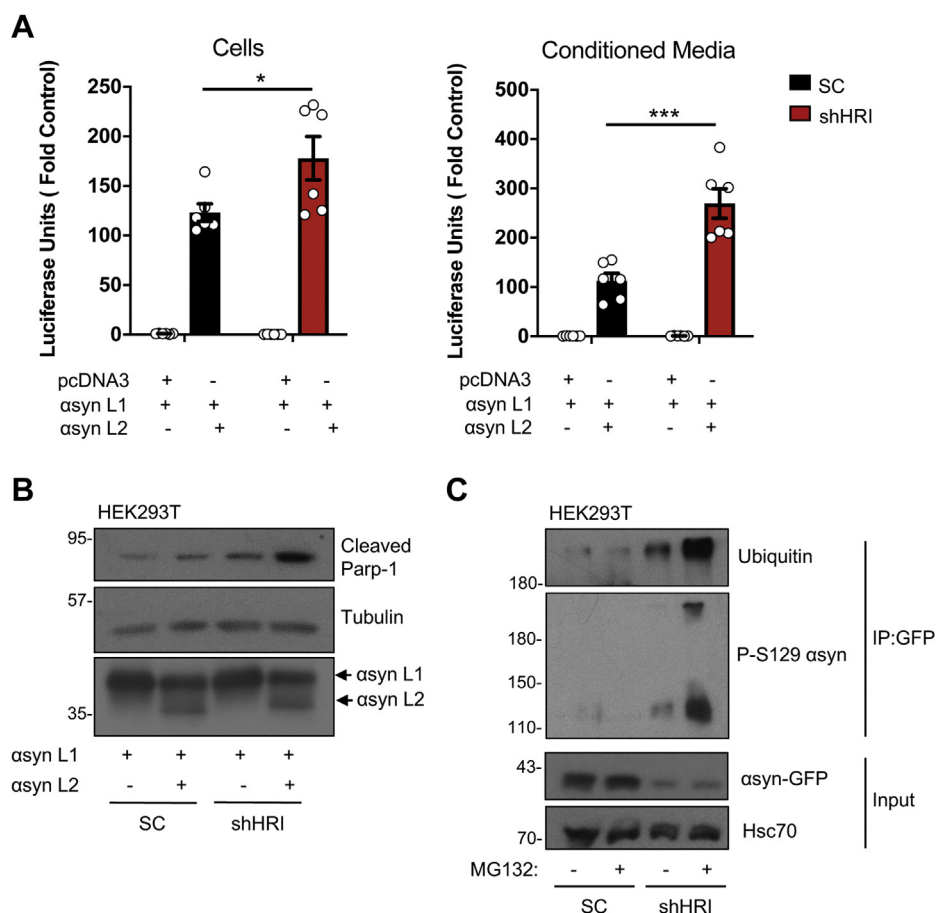 A
Cells
Conditioned Media
SC
shHRI
Luciferase Units ( Fold Control)
250
200
150
100
50
0
Luciferase Units ( Fold Control)
500
400
300
200
100
0
*
***
pcDNA3 + - + -
αsyn L1 + + + +
αsyn L2 - + - +
pcDNA3 + - + -
αsyn L1 + + + +
αsyn L2 - + - +
B
HEK293T
95-
Cleaved
Parp-1
57-
Tubulin
αsyn L1
αsyn L2
35-
αsyn L1 + + + +
αsyn L2 - + - +
SC shHRI
C
HEK293T
Ubiquitin
180-
180-
P-S129 αsyn
150-
110-
IP:GFP
43-
αsyn-GFP
Input
70-
Hsc70
MG132: - + - +
SC shHRI